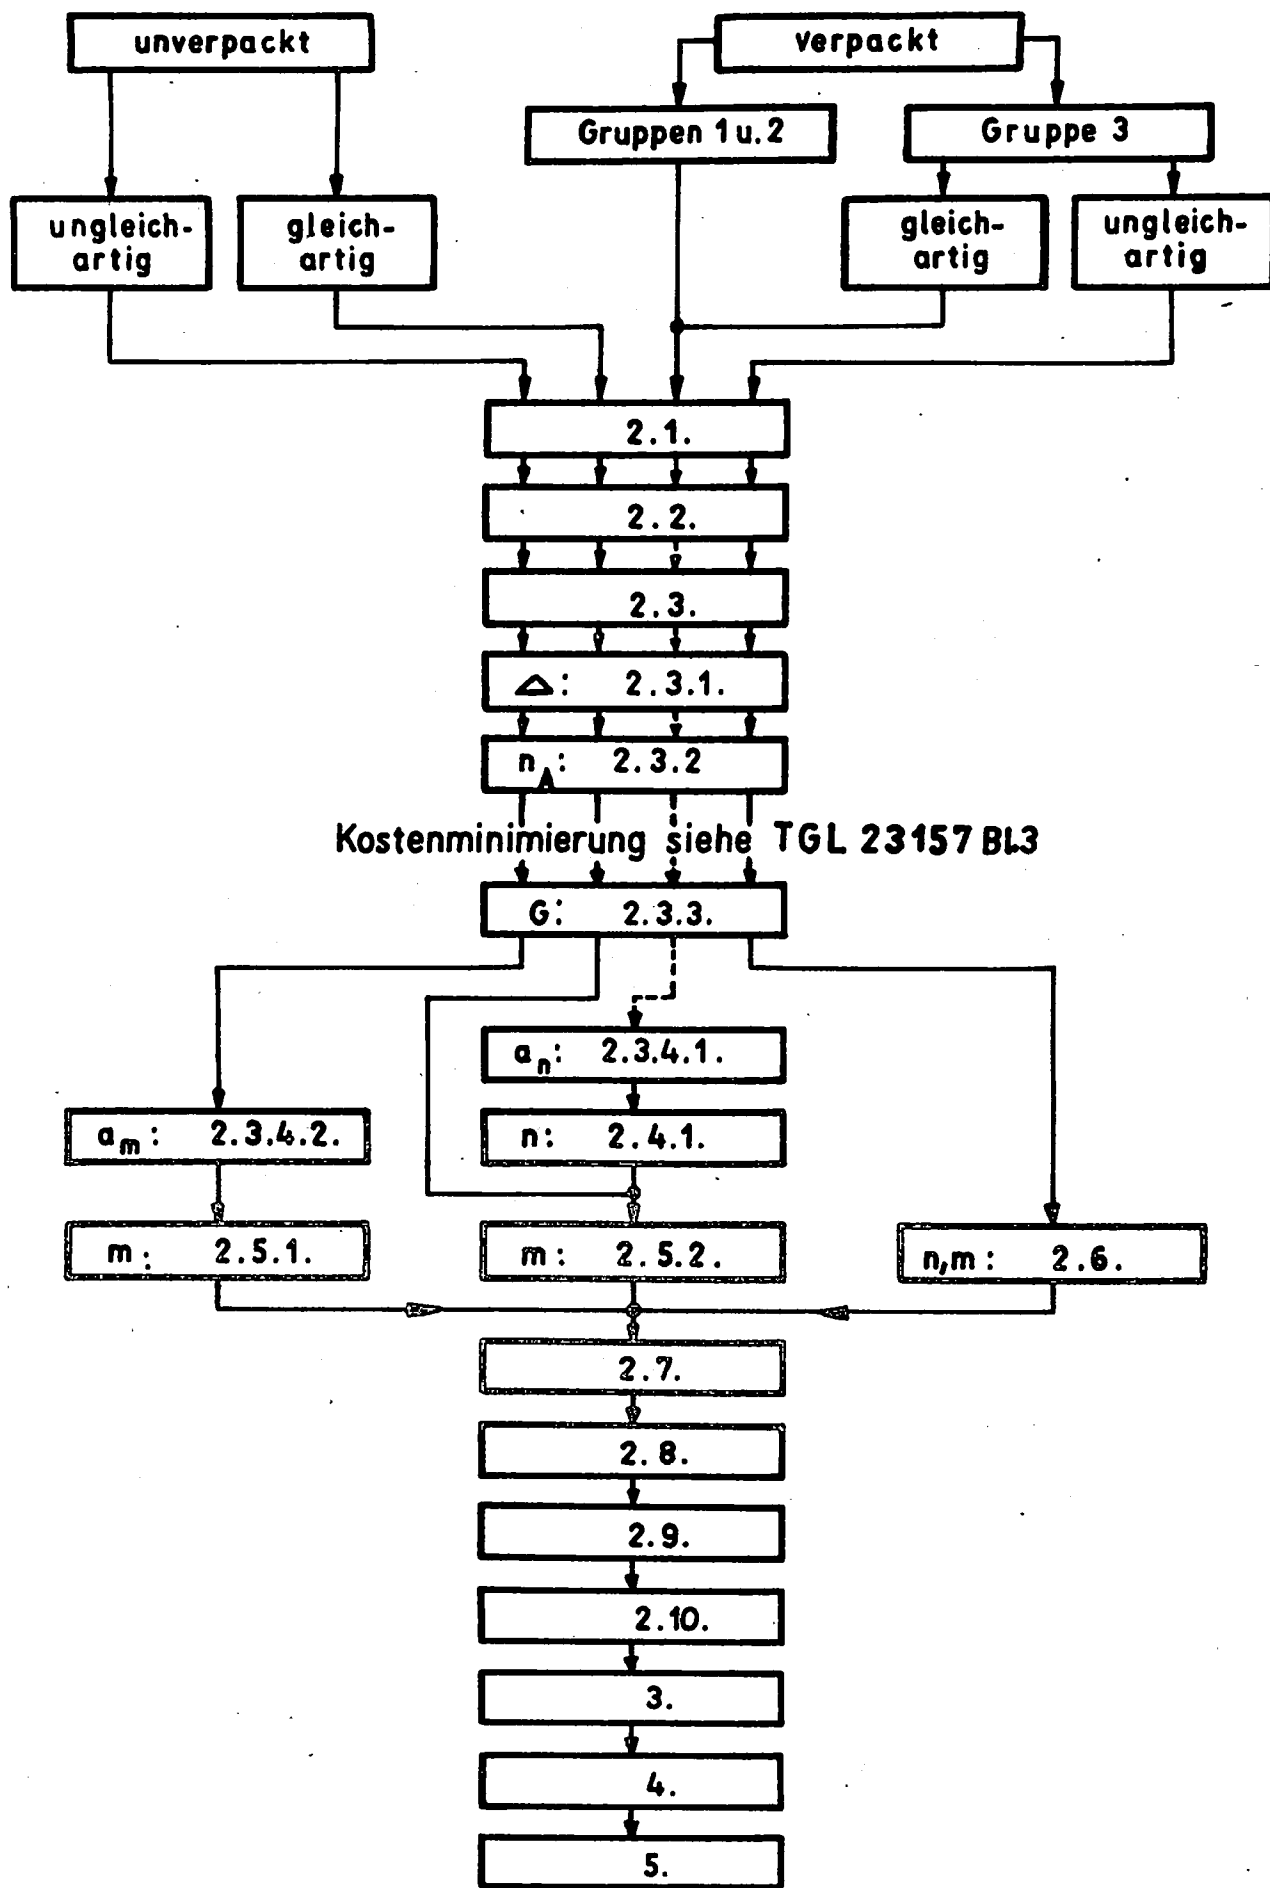 unverpackt
verpackt
Gruppen 1 u. 2
Gruppe 3
ungleich-
artig
gleich-
artig
gleich-
artig
ungleich-
artig
2.1.
2.2.
2.3.
△: 2.3.1.
nA: 2.3.2
Kostenminimierung siehe TGL 23157 Bl.3
G: 2.3.3.
an: 2.3.4.1.
am: 2.3.4.2.
n: 2.4.1.
m: 2.5.1.
m: 2.5.2.
n,m: 2.6.
2.7.
2.8.
2.9.
2.10.
3.
4.
5.